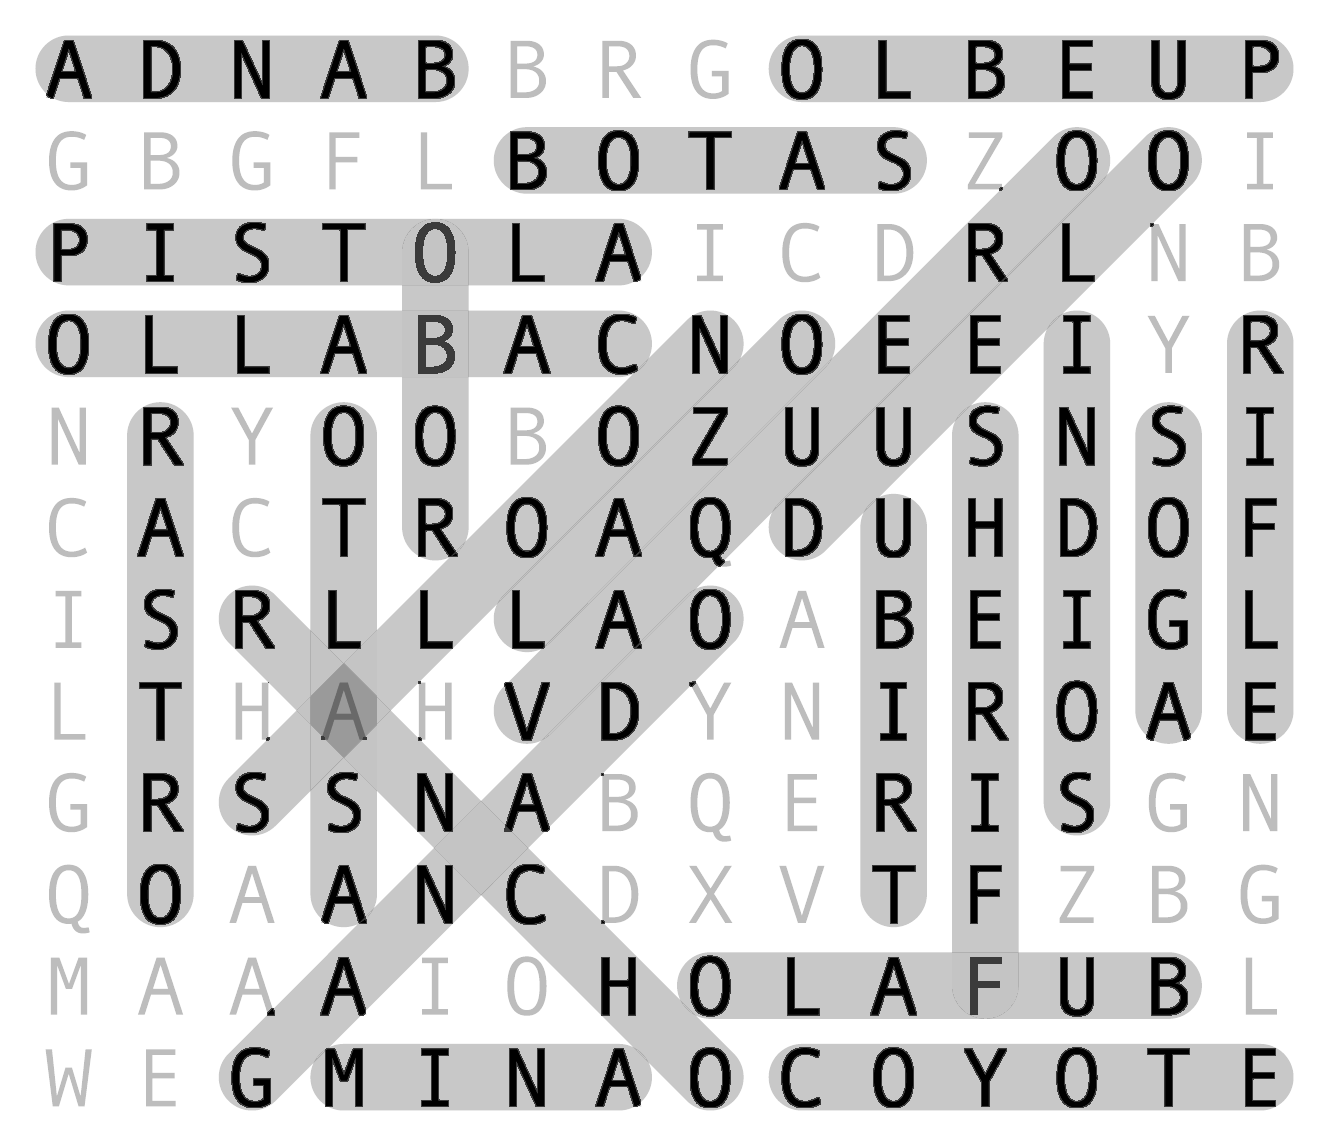 A D N A B B R G O L B E U P
G B G F L B O T A S Z O O I
P I S T O L A I C D R L N B
O L L A B A C N O E E I Y R
N R Y O O B O Z U U S N S I
C A C T R O A Q D U H D O F
I S R L L L A O A B E I G L
L T H A H V D Y N I R O A E
G R S S N A B Q E R I S G N
Q O A A N C D X V T F Z B G
M A A A I O H O L A F U B L
W E G M I N A O C O Y O T E